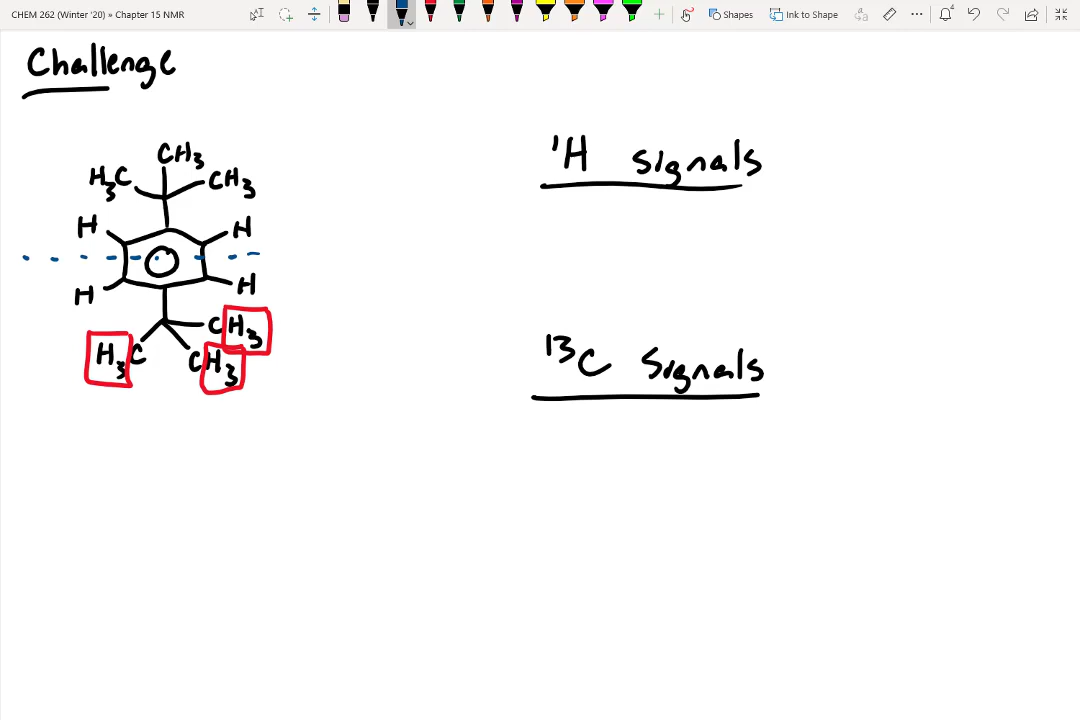 CHEM 262 (Winter '20) » Chapter 15 NMR
Shapes
Ink to Shape
4
Challenge
CH3
H3C
CH3
H
H
H
H
CH3
H3C
CH3
¹H signals
¹³C Signals